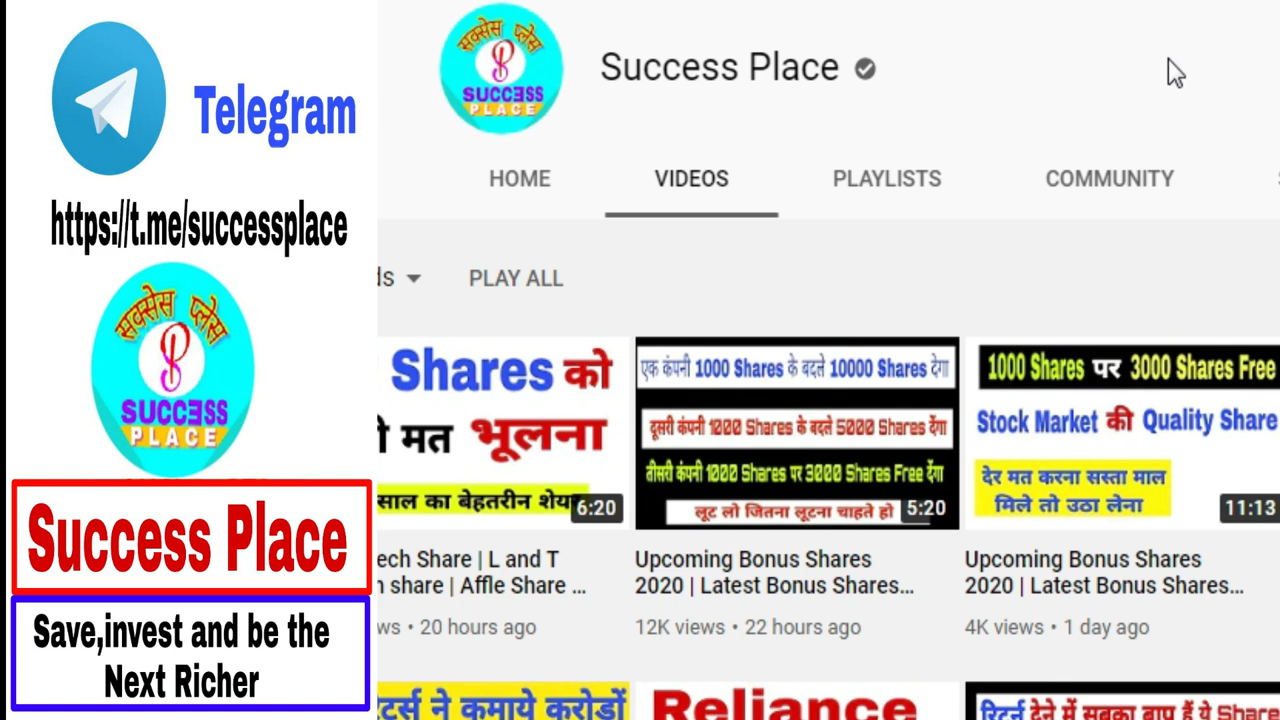 Telegram
https://t.me/successplace
सक्सेस प्लेस
SUCCESS
PLACE
Success Place
Save,invest and be the
Next Richer
सक्सेस प्लेस
SUCCESS
PLACE
Success Place
HOME
VIDEOS
PLAYLISTS
COMMUNITY
PLAY ALL
Shares को
मत भूलना
साल का बेहतरीन
6:20
एक कंपनी 1000 Shares के बदले 10000 Shares देगा
दूसरी कंपनी 1000 Shares के बदले 5000 Shares देंगा
तीसरी कंपनी 1000 Shares पर 3000 Shares Free देंगा
लूट लो जितना लूटना चाहते हो
5:20
1000 Shares पर 3000 Shares Free
Stock Market की Quality Share
देर मत करना सस्ता माल
मिले तो उठा लेना
11:13
ech Share | L and T
share | Affle Share ...
ws • 20 hours ago
Upcoming Bonus Shares
2020 | Latest Bonus Shares...
12K views • 22 hours ago
Upcoming Bonus Shares
2020 | Latest Bonus Shares...
4K views • 1 day ago
ने कमाये करोड़ों
Reliance
रिटर्न देने में सबका बाप हैं ये Share